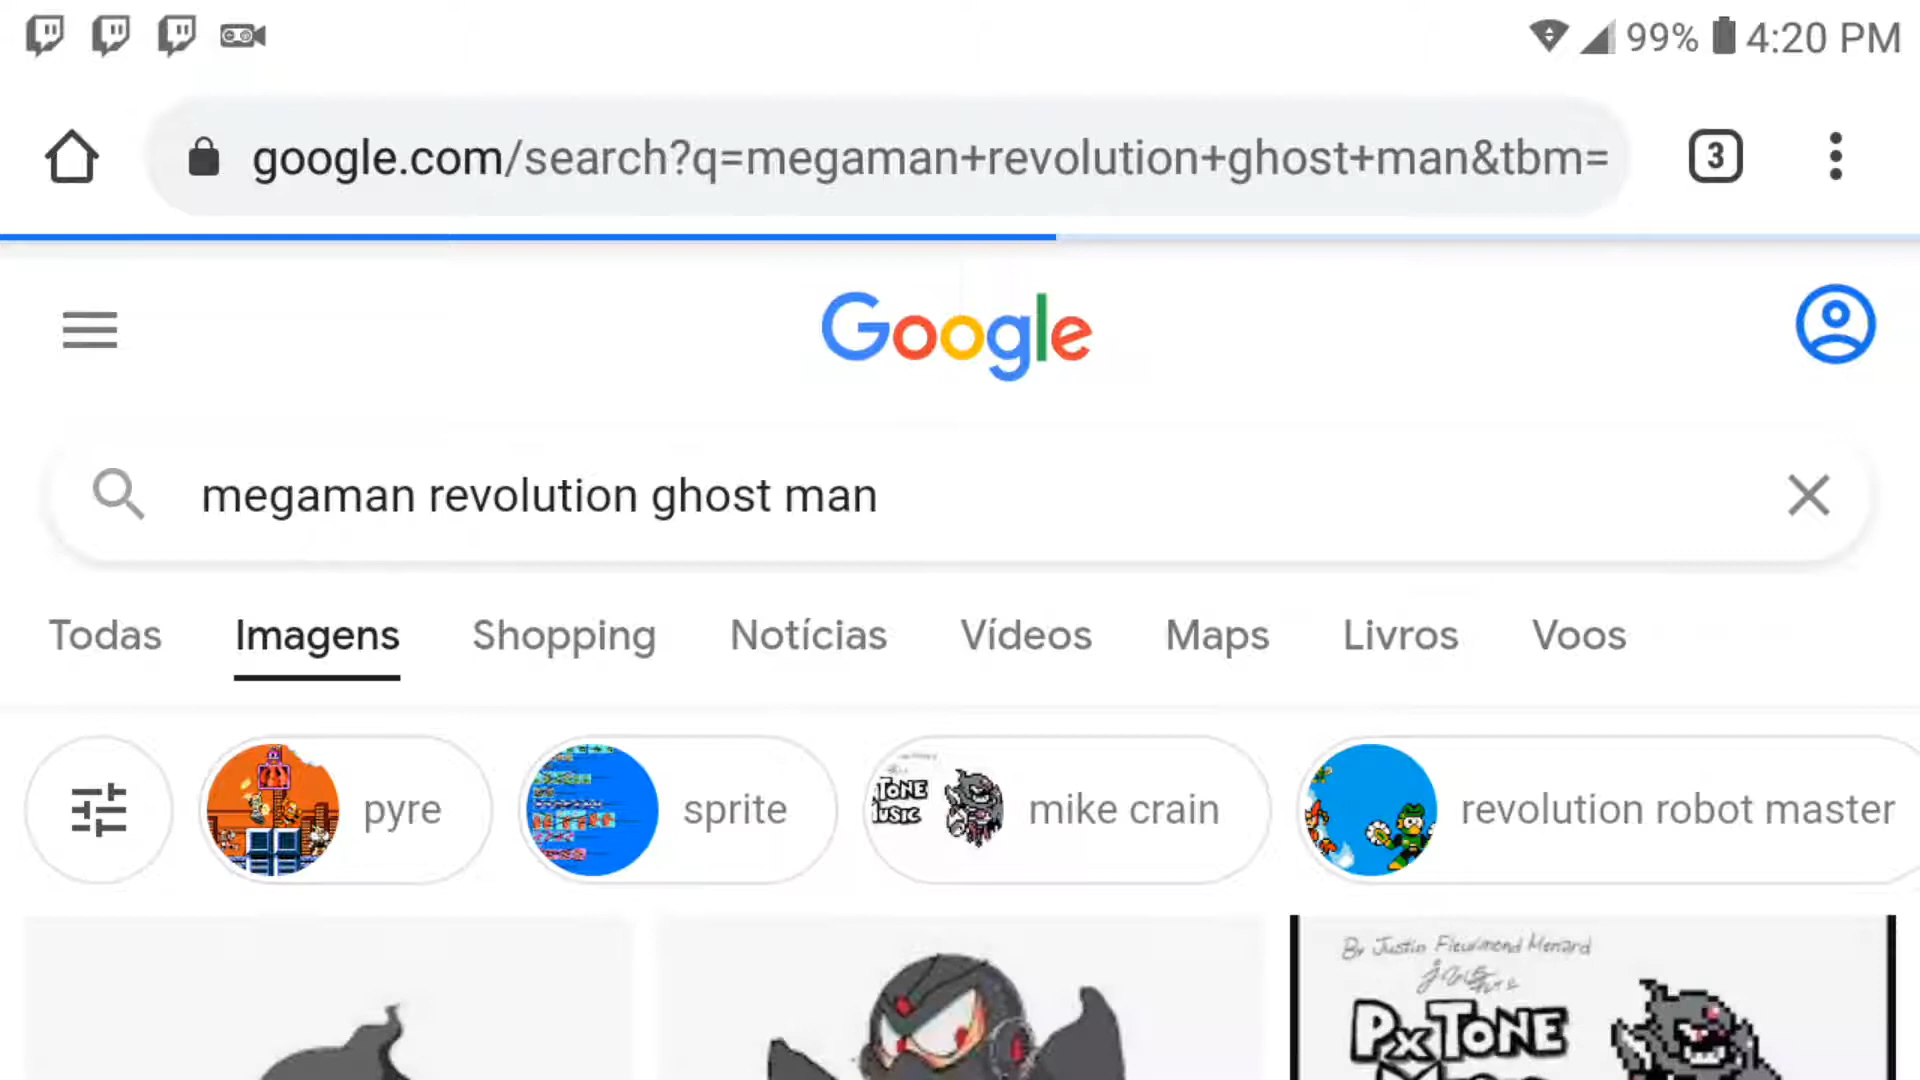 99% 4:20 PM
google.com/search?q=megaman+revolution+ghost+man&tbm=
3
Google
megaman revolution ghost man
Todas Imagens Shopping Notícias Vídeos Maps Livros Voos
pyre sprite mike crain revolution robot master
TONE
By Justin Fleurimond Menard
PXTONE